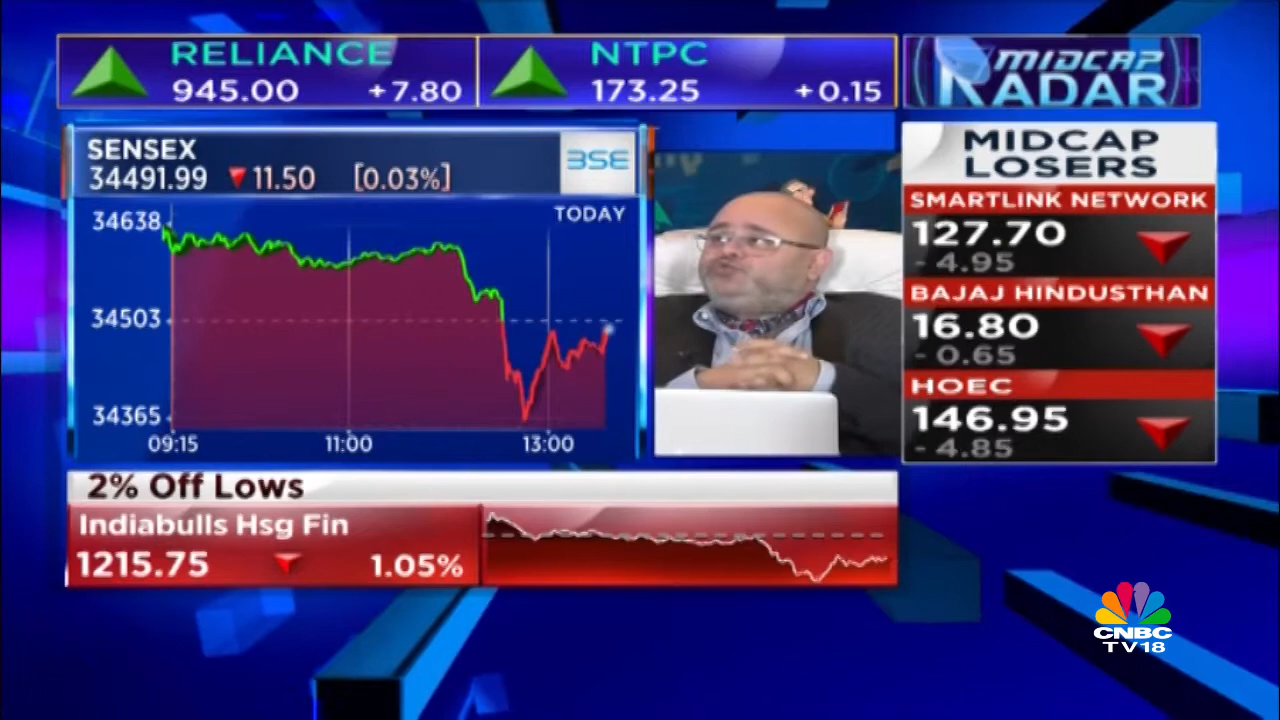 RELIANCE
945.00 +7.80
NTPC
173.25 +0.15
MIDCAP
RADAR
SENSEX
34491.99 11.50 [0.03%]
BSE
TODAY
34638
34503
34365
09:15 11:00 13:00
MIDCAP
LOSERS
SMARTLINK NETWORK
127.70
- 4.95
BAJAJ HINDUSTHAN
16.80
- 0.65
HOEC
146.95
- 4.85
2% Off Lows
Indiabulls Hsg Fin
1215.75 1.05%
CNBC
TV18